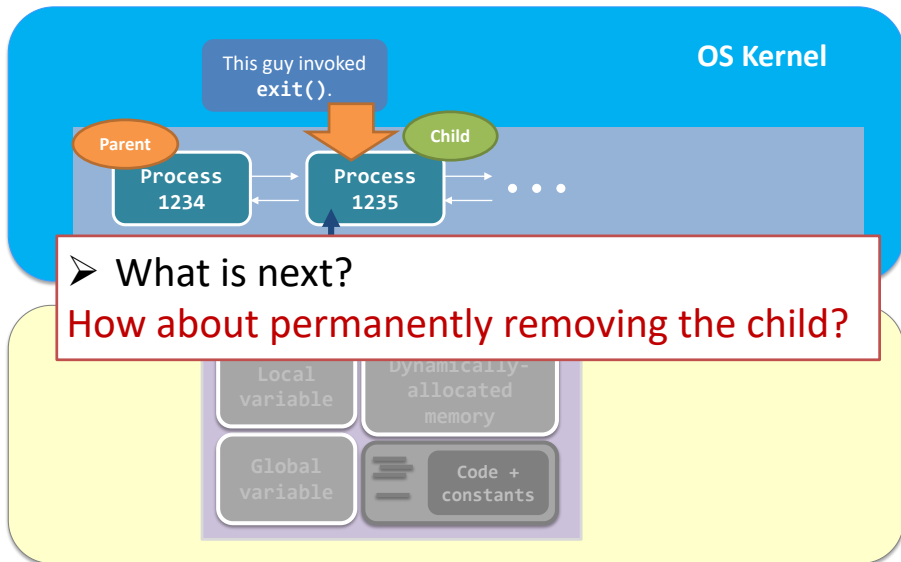 This guy invoked
exit().
OS Kernel
Parent
Child
Process
1234
Process
1235
• • •
➢ What is next?
How about permanently removing the child?
Local
variable
Dynamically-
allocated
memory
Global
variable
Code +
constants